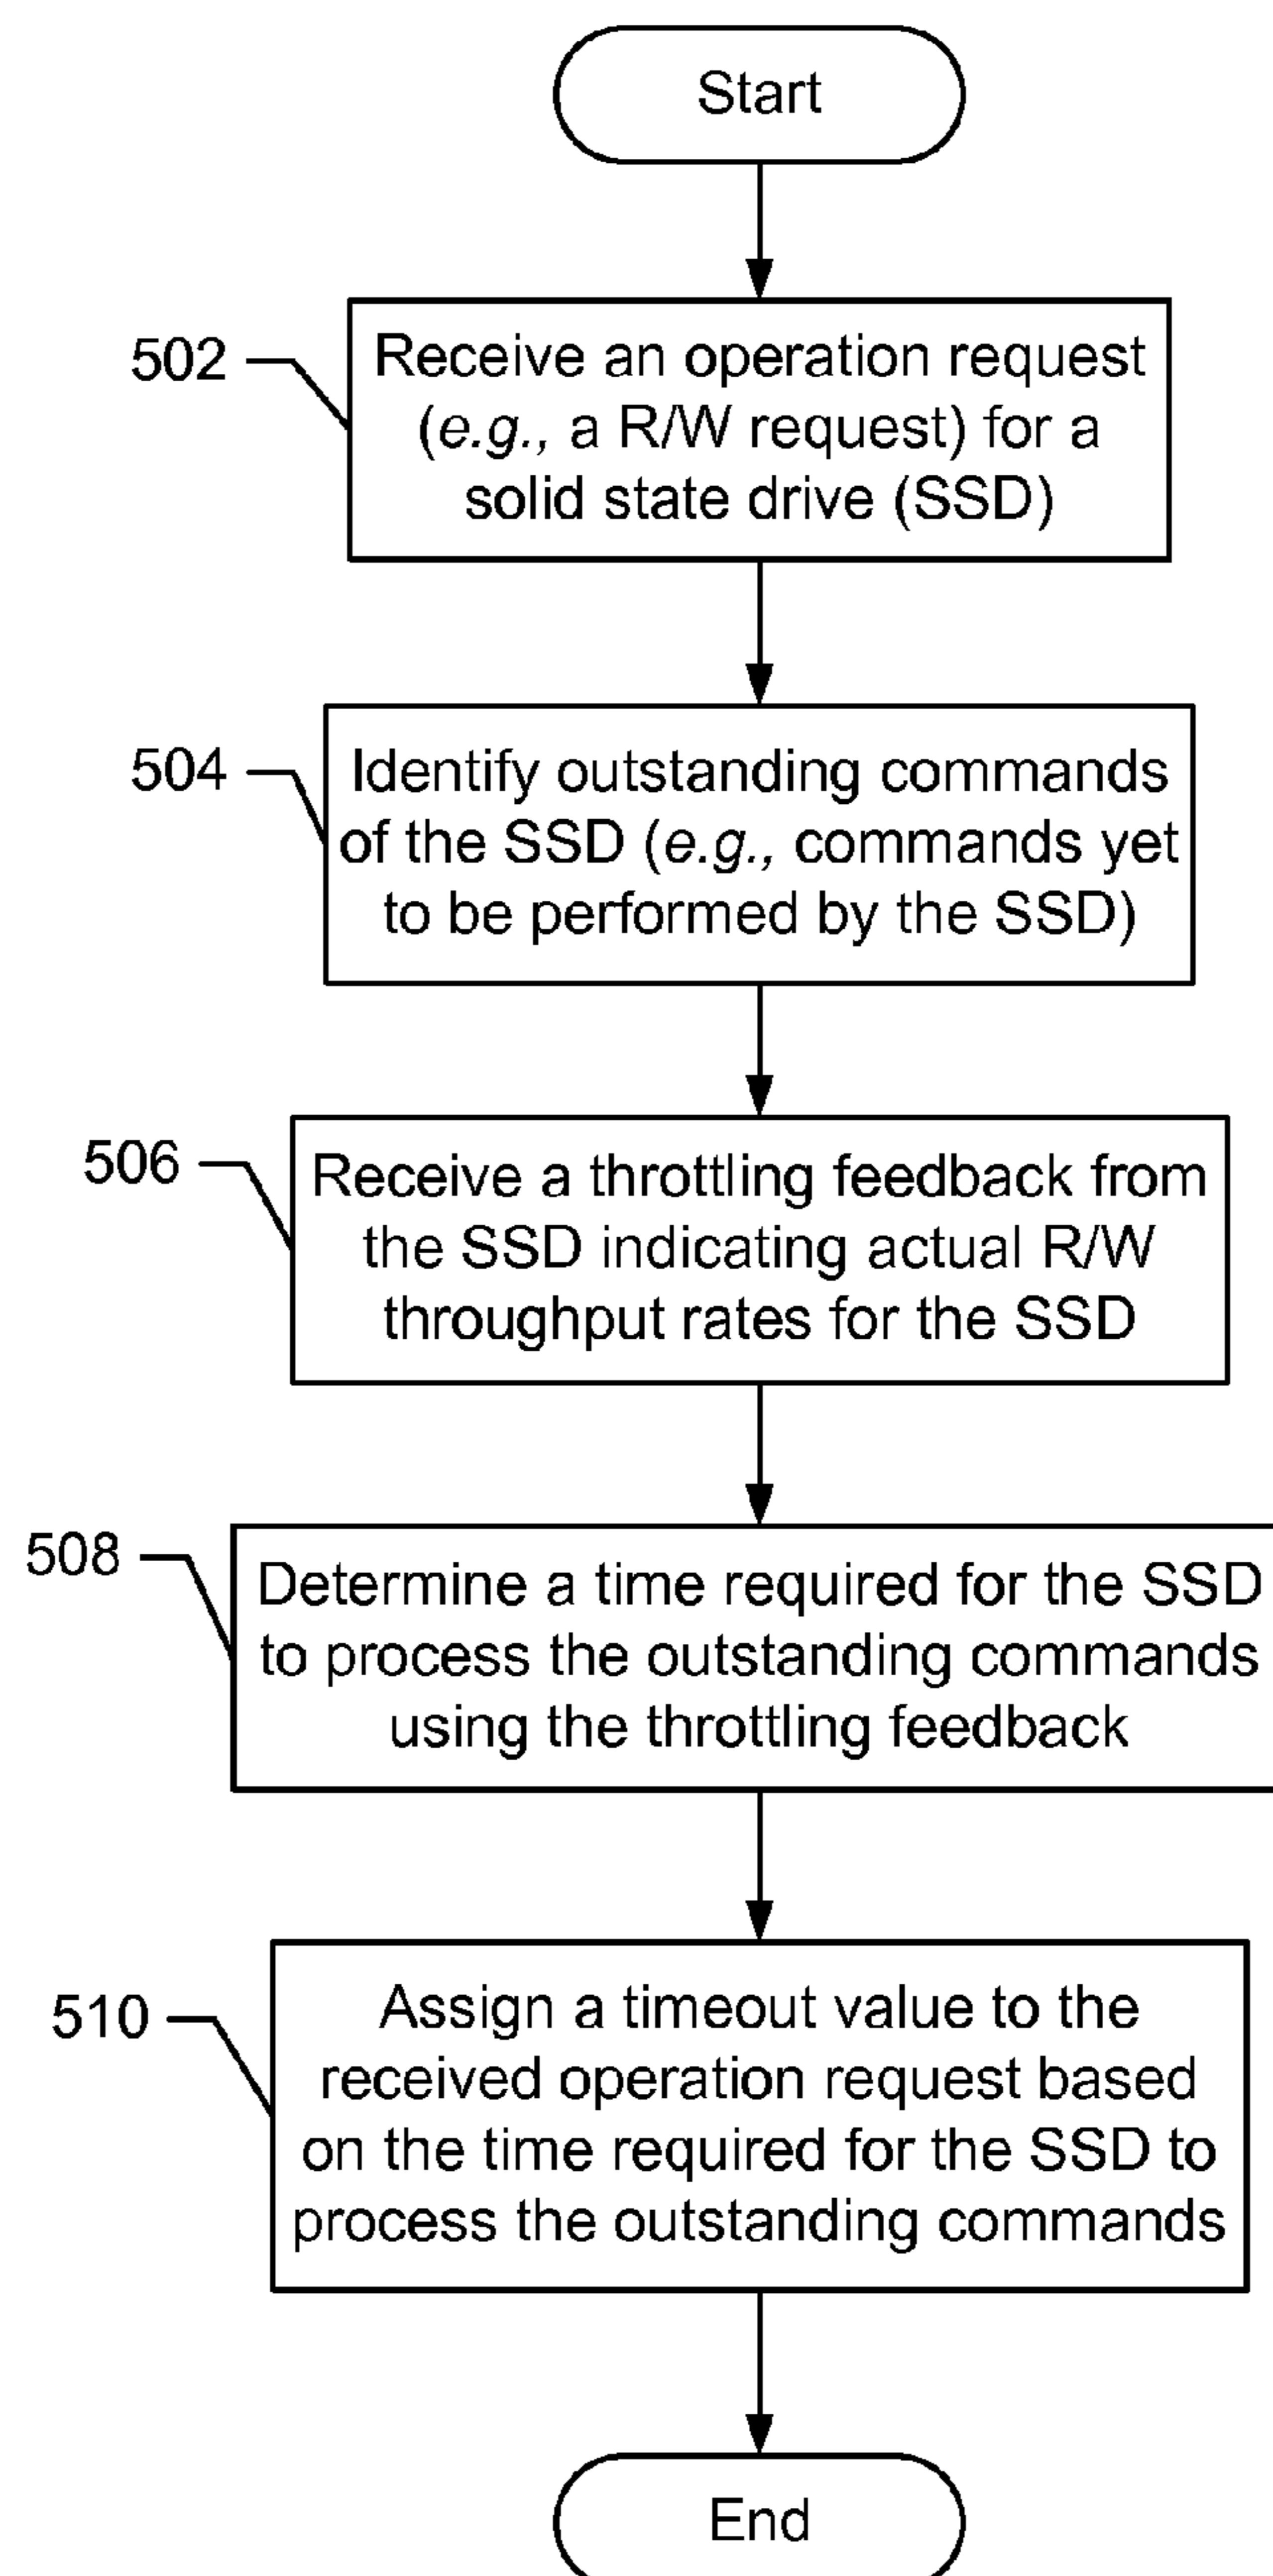 Start
502
Receive an operation request
(e.g., a R/W request) for a
solid state drive (SSD)
504
Identify outstanding commands
of the SSD (e.g., commands yet
to be performed by the SSD)
506
Receive a throttling feedback from
the SSD indicating actual R/W
throughput rates for the SSD
508
Determine a time required for the SSD
to process the outstanding commands
using the throttling feedback
510
Assign a timeout value to the
received operation request based
on the time required for the SSD to
process the outstanding commands
End